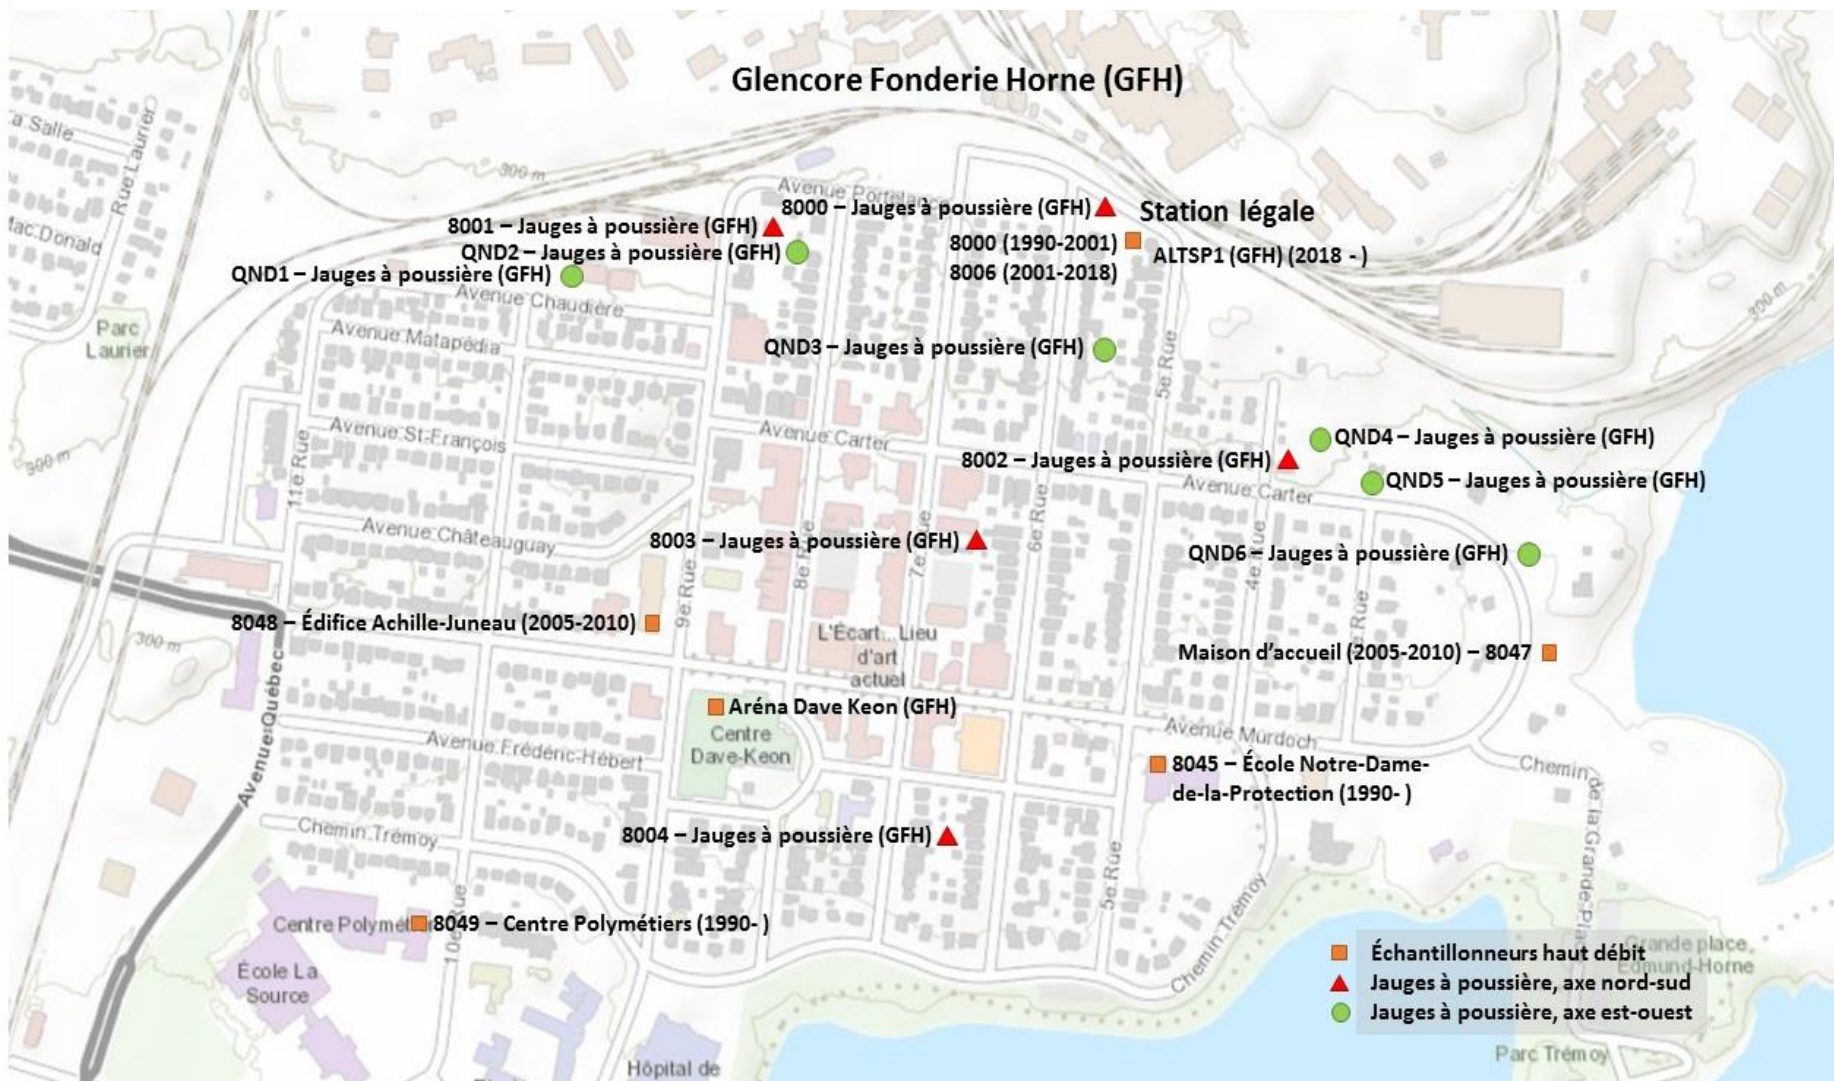 Glencore Fonderie Horne (GFH)
Rue Laurier
300 m
Avenue
8000 – Jauges à poussière (GFH)
Station légale
8001 – Jauges à poussière (GFH)
8000 (1990-2001)
ALTSP1 (GFH) (2018 - )
QND2 – Jauges à poussière (GFH)
8006 (2001-2018)
QND1 – Jauges à poussière (GFH)
Avenue Chaudière
300 m
Parc
Laurier
Avenue Matapédia
QND3 – Jauges à poussière (GFH)
5e Rue
Avenue St-François
Avenue Carter
QND4 – Jauges à poussière (GFH)
300 m
11e Rue
8002 – Jauges à poussière (GFH)
QND5 – Jauges à poussière (GFH)
Avenue Carter
Avenue Châteauguay
8003 – Jauges à poussière (GFH)
6e Rue
7e Rue
8e
4e Rue
QND6 – Jauges à poussière (GFH)
9e Rue
8048 – Édifice Achille-Juneau (2005-2010)
L'Écart... Lieu
d'art
actuel
e Rue
300 m
Maison d'accueil (2005-2010) – 8047
Avenue Québec
Aréna Dave Keon (GFH)
Centre
Dave-Keon
Avenue Frédéric-Hébert
Avenue Murdoch
8045 – École Notre-Dame-
de-la-Protection (1990- )
Chemin de la Grande-Place
Chemin Trémoy
8004 – Jauges à poussière (GFH)
5e Rue
Chemin Trémoy
Centre
8049 – Centre Polymétiers (1990- )
10e Rue
École La
Source
Échantillonneurs haut débit
Jauges à poussière, axe nord-sud
Jauges à poussière, axe est-ouest
Grande place
Edmund-Horne
Parc Trémoy
Hôpital de